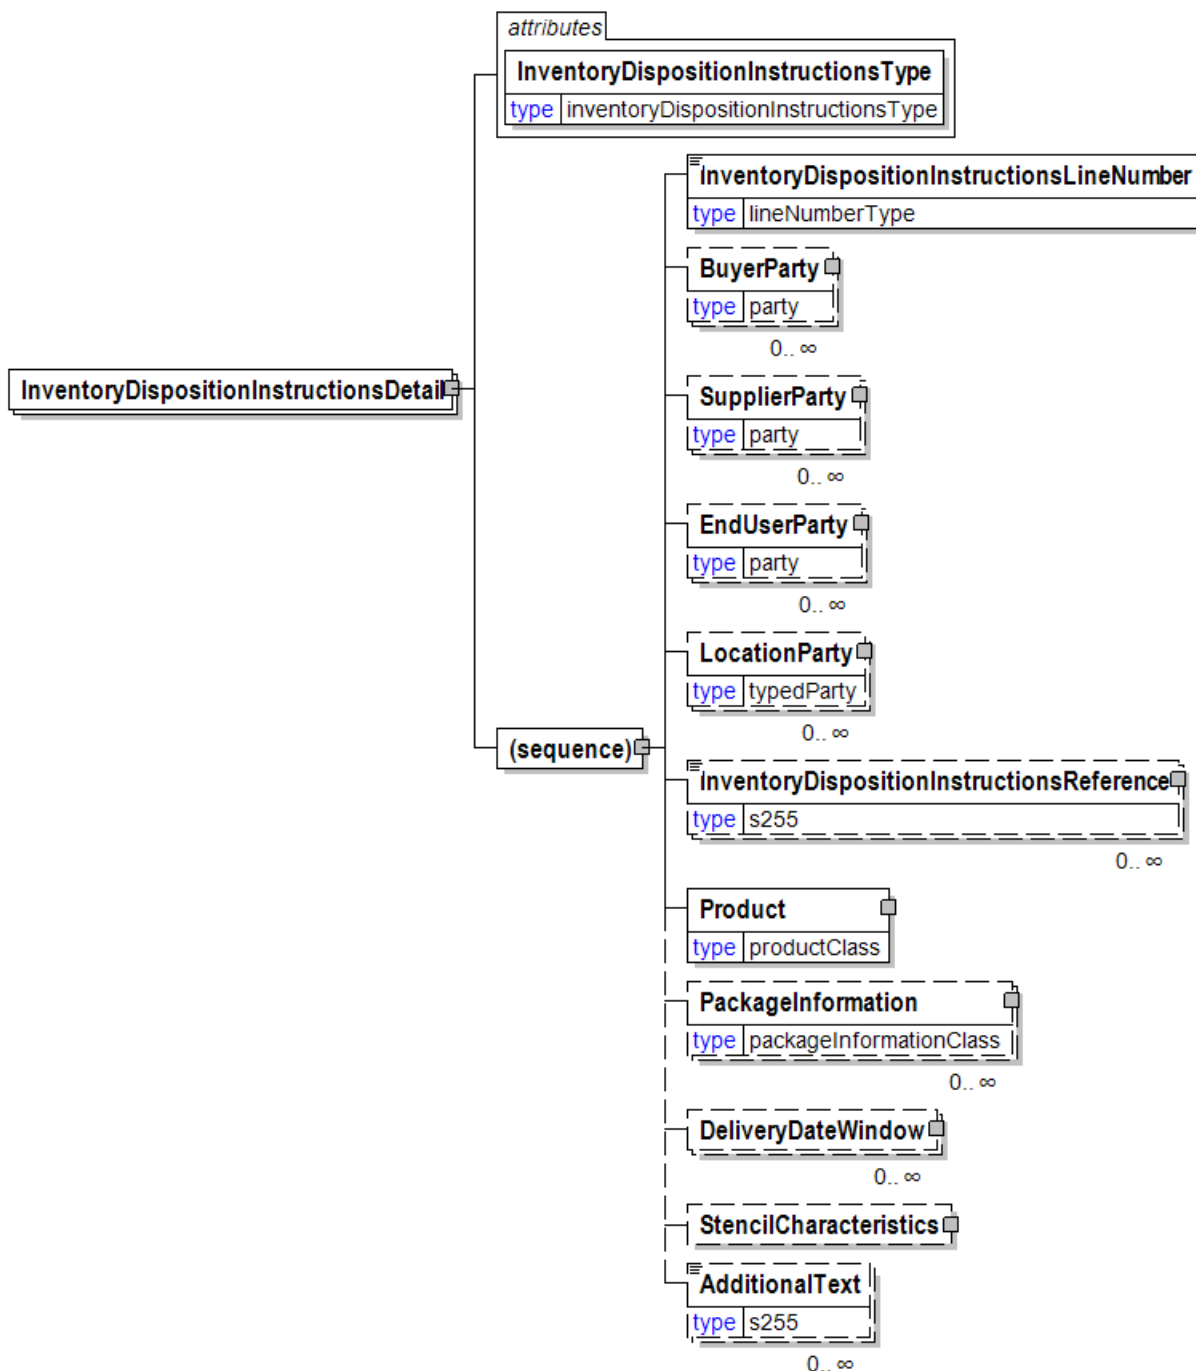 attributes
InventoryDispositionInstructionsType
type inventoryDispositionInstructionsType
InventoryDispositionInstructionsLineNumber
type lineNumberType
BuyerParty
type party
0.. ∞
InventoryDispositionInstructionsDetail
SupplierParty
type party
0.. ∞
EndUserParty
type party
0.. ∞
LocationParty
type typedParty
0.. ∞
(sequence)
InventoryDispositionInstructionsReference
type s255
0.. ∞
Product
type productClass
PackageInformation
type packageInformationClass
0.. ∞
DeliveryDateWindow
0.. ∞
StencilCharacteristics
AdditionalText
type s255
0.. ∞